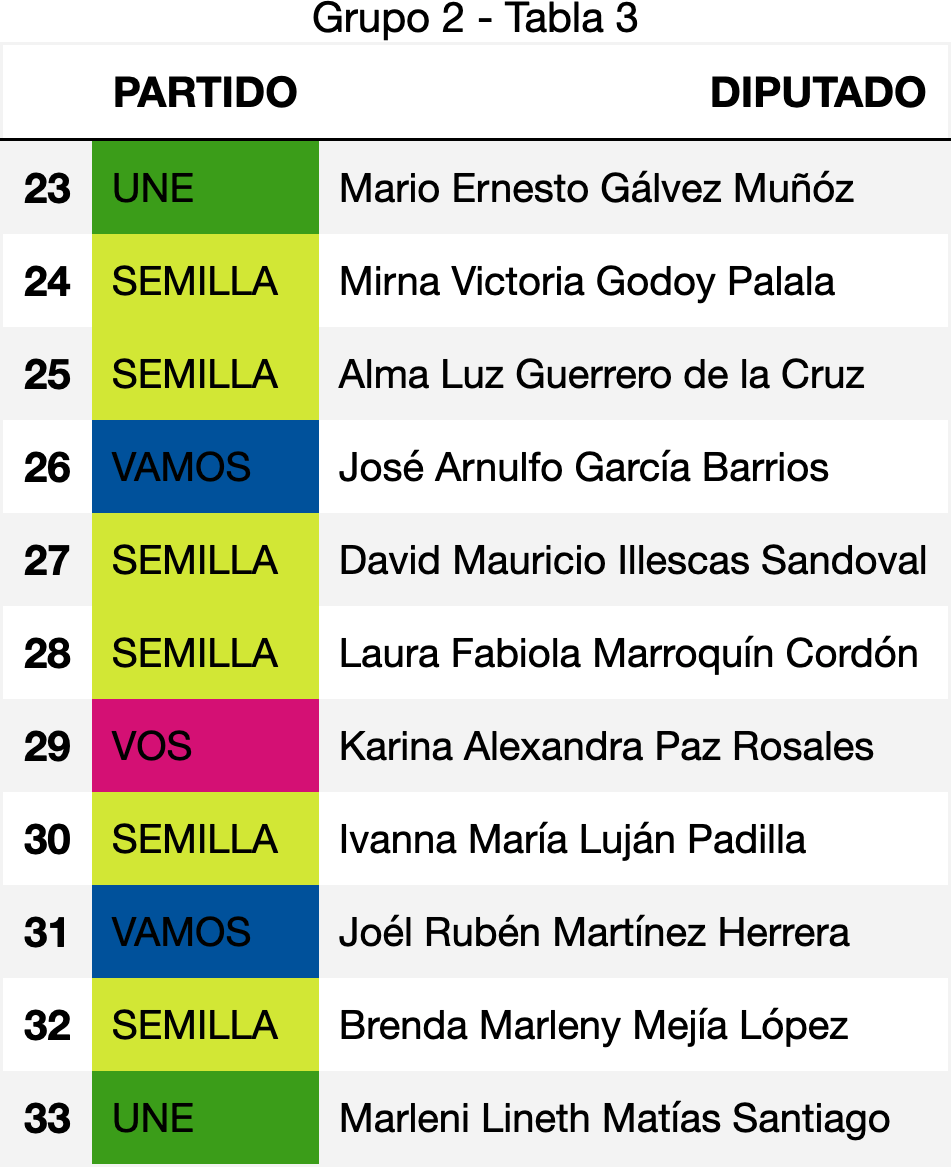 Grupo 2 - Tabla 3
PARTIDO DIPUTADO
23 UNE Mario Ernesto Gálvez Muñóz
24 SEMILLA Mirna Victoria Godoy Palala
25 SEMILLA Alma Luz Guerrero de la Cruz
26 VAMOS José Arnulfo García Barrios
27 SEMILLA David Mauricio Illescas Sandoval
28 SEMILLA Laura Fabiola Marroquín Cordón
29 VOS Karina Alexandra Paz Rosales
30 SEMILLA Ivanna María Luján Padilla
31 VAMOS Joél Rubén Martínez Herrera
32 SEMILLA Brenda Marleny Mejía López
33 UNE Marleni Lineth Matías Santiago